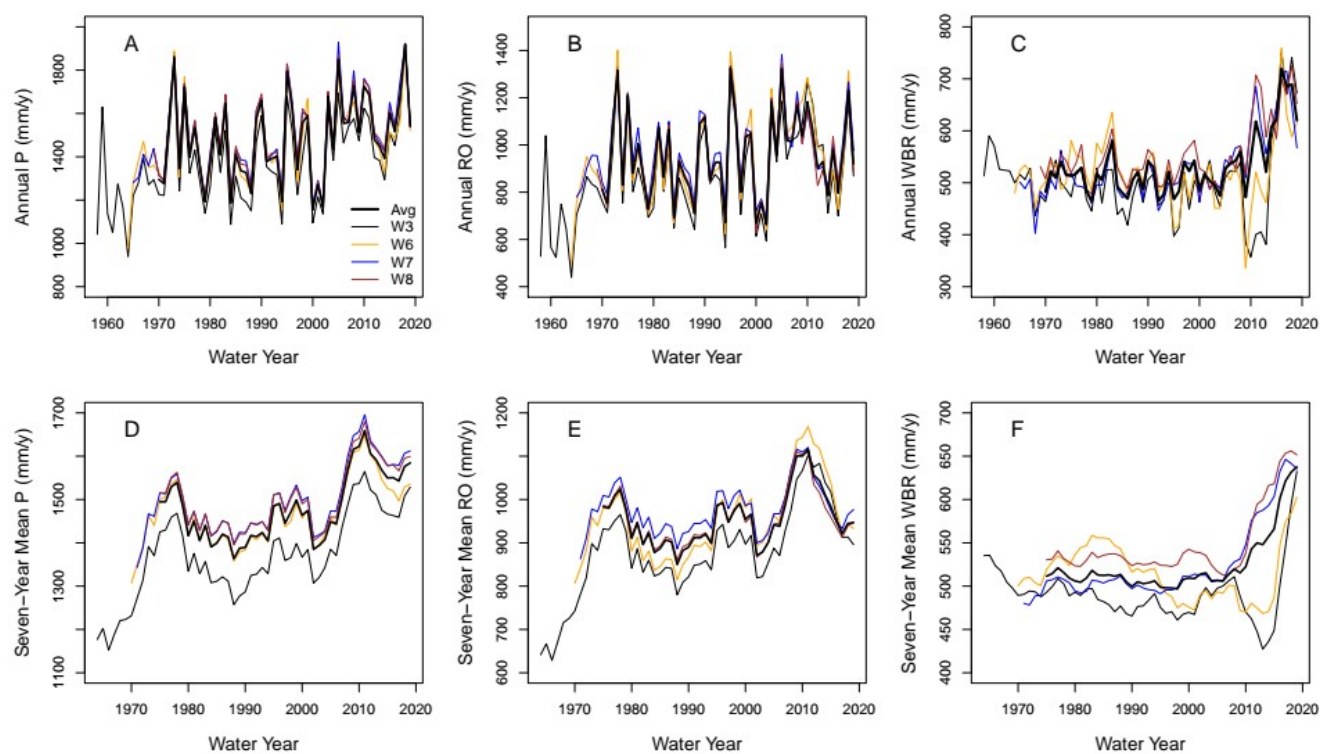 A
B
C
Annual P (mm/y)
800 1000 1400 1800
1960 1970 1980 1990 2000 2010 2020
Water Year
Avg
W3
W6
W7
W8
Annual RO (mm/y)
400 600 800 1000 1200 1400
1960 1970 1980 1990 2000 2010 2020
Water Year
Annual WBR (mm/y)
300 400 500 600 700 800
1960 1970 1980 1990 2000 2010 2020
Water Year
D
E
F
Seven−Year Mean P (mm/y)
1100 1300 1500 1700
1970 1980 1990 2000 2010 2020
Water Year
Seven−Year Mean RO (mm/y)
600 700 800 900 1000 1200
1970 1980 1990 2000 2010 2020
Water Year
Seven−Year Mean WBR (mm/y)
400 450 500 550 600 650 700
1970 1980 1990 2000 2010 2020
Water Year